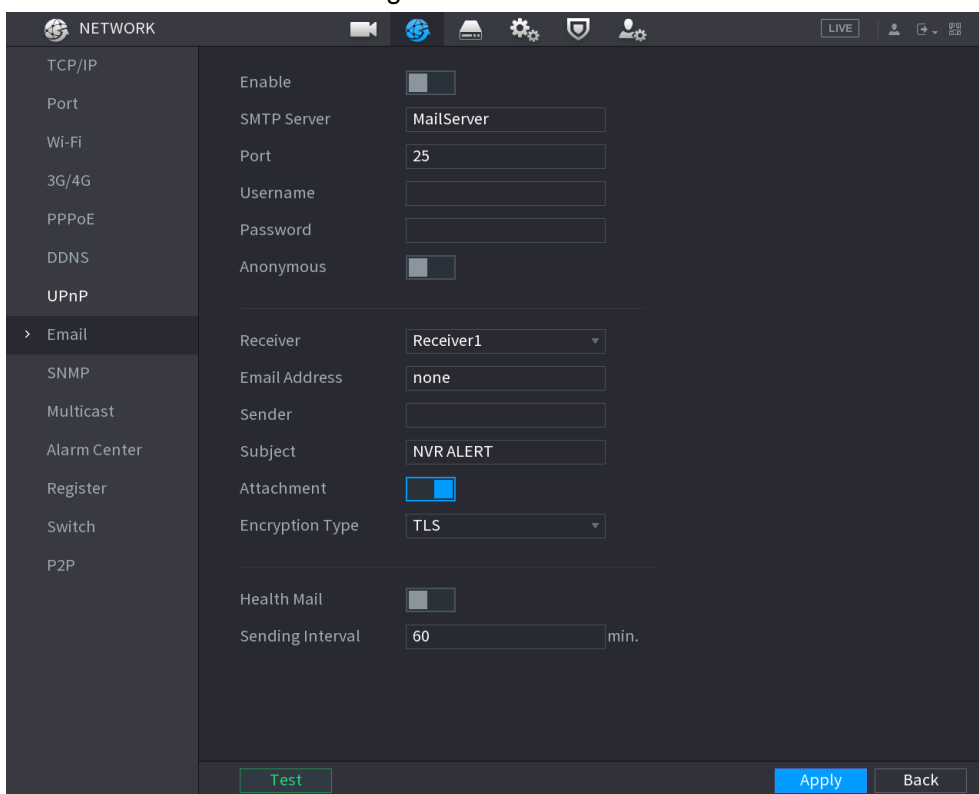 NETWORK
LIVE
TCP/IP
Port
Wi-Fi
3G/4G
PPPoE
DDNS
UPnP
Email
SNMP
Multicast
Alarm Center
Register
Switch
P2P
Enable
SMTP Server MailServer
Port 25
Username
Password
Anonymous
Receiver Receiver1
Email Address none
Sender
Subject NVR ALERT
Attachment
Encryption Type TLS
Health Mail
Sending Interval 60 min.
Test Apply Back